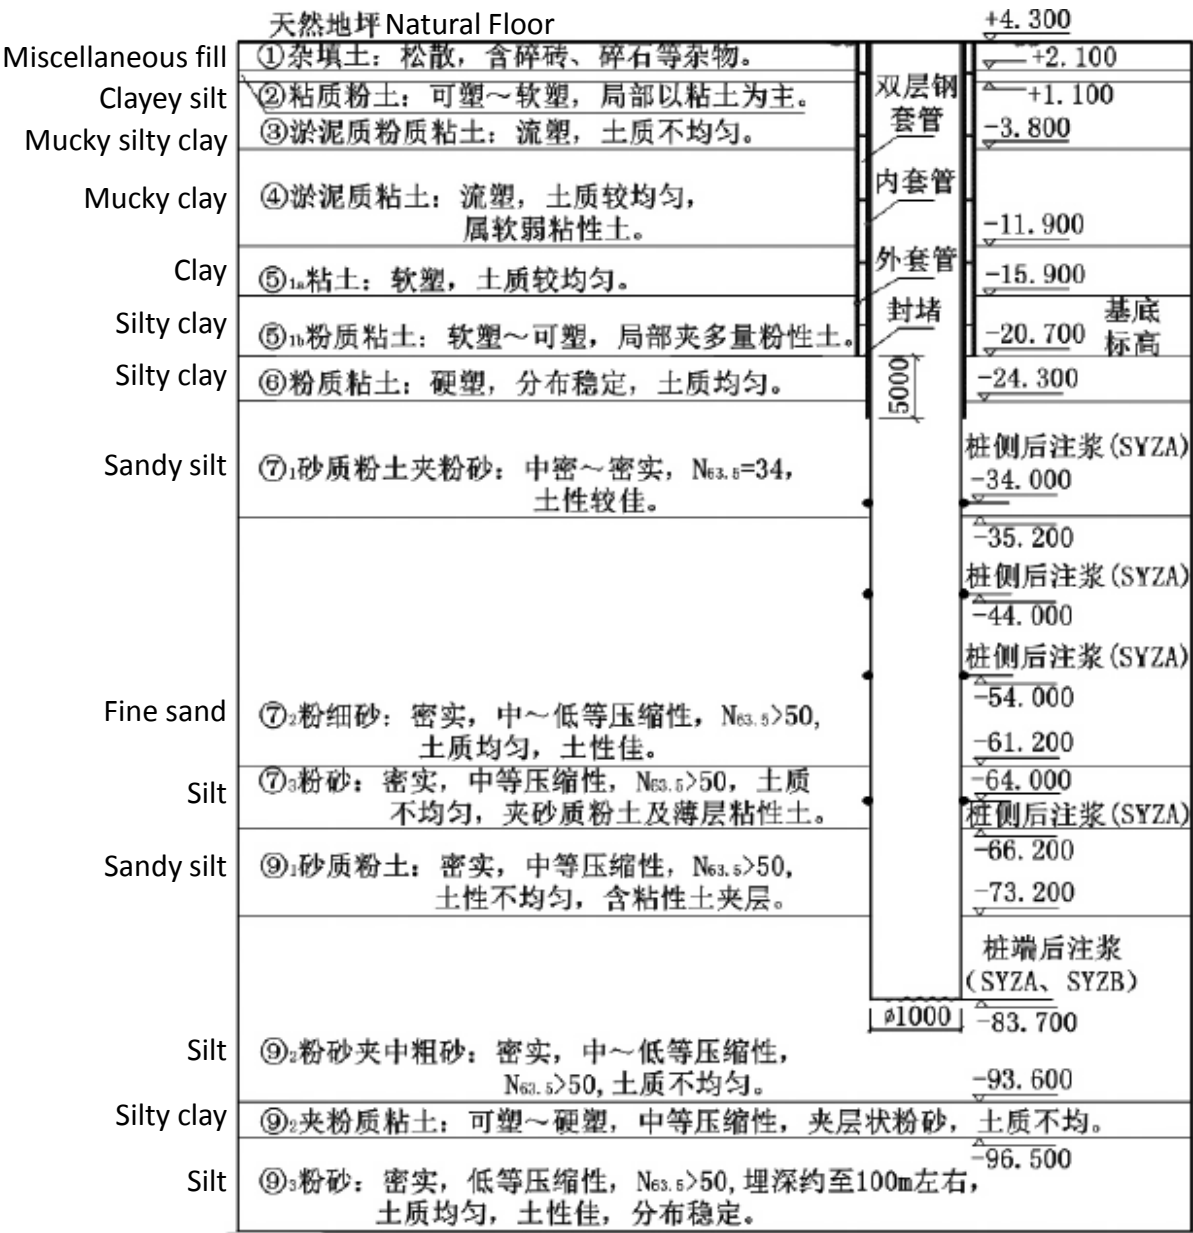 天然地坪 Natural Floor
+4.300
Miscellaneous fill
①杂填土：松散，含碎砖、碎石等杂物。
+2.100
Clayey silt
②粘质粉土：可塑～软塑，局部以粘土为主。
双层钢
套管
+1.100
Mucky silty clay
③淤泥质粉质粘土：流塑，土质不均匀。
-3.800
Mucky clay
④淤泥质粘土：流塑，土质较均匀，
属软弱粘性土。
内套管
-11.900
Clay
⑤1a粘土：软塑，土质较均匀。
外套管
-15.900
Silty clay
⑤1b粉质粘土：软塑～可塑，局部夹多量粉性土。
封堵
-20.700
基底
标高
Silty clay
⑥粉质粘土：硬塑，分布稳定，土质均匀。
5000
-24.300
Sandy silt
⑦1砂质粉土夹粉砂：中密～密实，N63.5=34，
土性较佳。
桩侧后注浆(SYZA)
-34.000
-35.200
桩侧后注浆(SYZA)
-44.000
桩侧后注浆(SYZA)
-54.000
Fine sand
⑦2粉细砂：密实，中～低等压缩性，N63.5>50,
土质均匀，土性佳。
-61.200
Silt
⑦3粉砂：密实，中等压缩性，N63.5>50，土质
不均匀，夹砂质粉土及薄层粘性土。
-64.000
桩侧后注浆(SYZA)
-66.200
Sandy silt
⑨1砂质粉土：密实，中等压缩性，N63.5>50,
土性不均匀，含粘性土夹层。
-73.200
桩端后注浆
(SYZA、SYZB)
ø1000
-83.700
Silt
⑨2粉砂夹中粗砂：密实，中～低等压缩性，
N63.5>50,土质不均匀。
-93.600
Silty clay
⑨2夹粉质粘土：可塑～硬塑，中等压缩性，夹层状粉砂，土质不均。
-96.500
Silt
⑨3粉砂：密实，低等压缩性，N63.5>50,埋深约至100m左右，
土质均匀，土性佳，分布稳定。